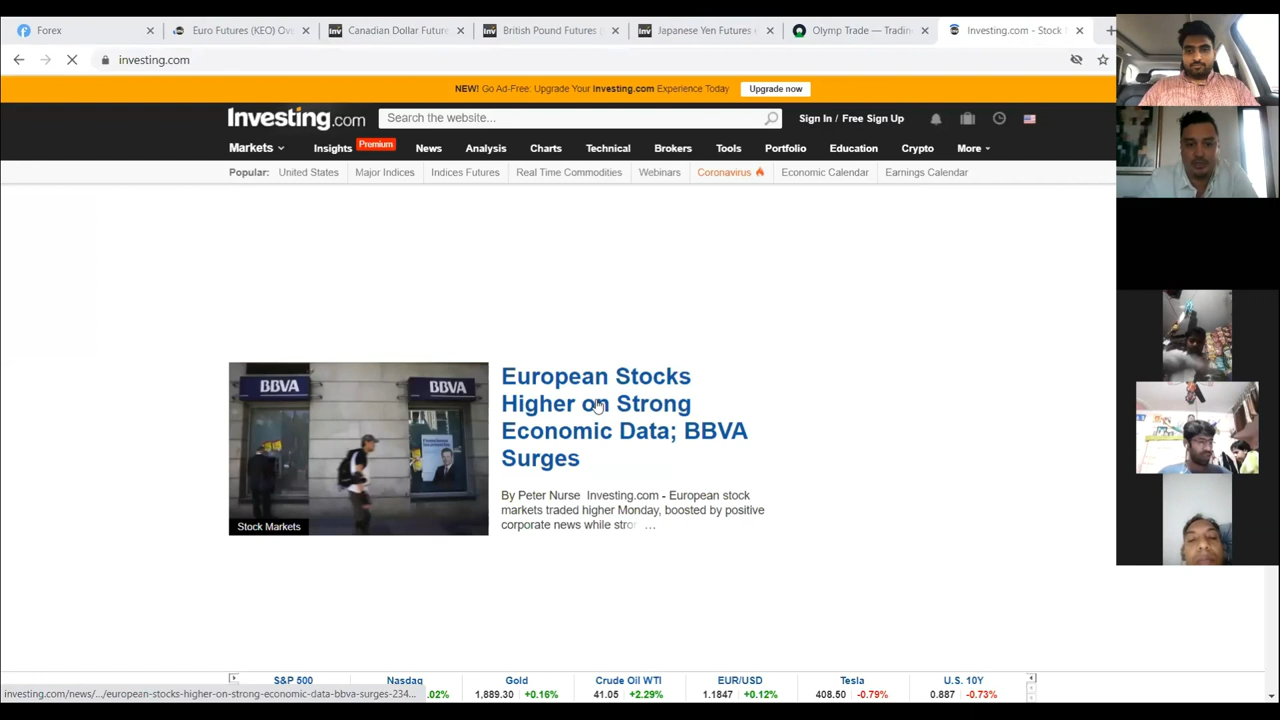 Forex
Euro Futures (KEO) Ov
Canadian Dollar Futur
British Pound Futures
Japanese Yen Futures
Olymp Trade — Tradin
Investing.com - Stock
investing.com
NEW! Go Ad-Free: Upgrade Your Investing.com Experience Today
Upgrade now
Investing.com
Search the website...
Sign In / Free Sign Up
Markets
Insights
Premium
News
Analysis
Charts
Technical
Brokers
Tools
Portfolio
Education
Crypto
More
Popular:
United States
Major Indices
Indices Futures
Real Time Commodities
Webinars
Coronavirus
Economic Calendar
Earnings Calendar
BBVA
BBVA
Stock Markets
European Stocks
Higher on Strong
Economic Data; BBVA
Surges
By Peter Nurse Investing.com - European stock
markets traded higher Monday, boosted by positive
corporate news while stro ...
S&P 500
Nasdaq
.02%
Gold
1,889.30 +0.16%
Crude Oil WTI
41.05 +2.29%
EUR/USD
1.1847 +0.12%
Tesla
408.50 -0.79%
U.S. 10Y
0.887 -0.73%
investing.com/news/.../european-stocks-higher-on-strong-economic-data-bbva-surges-234...